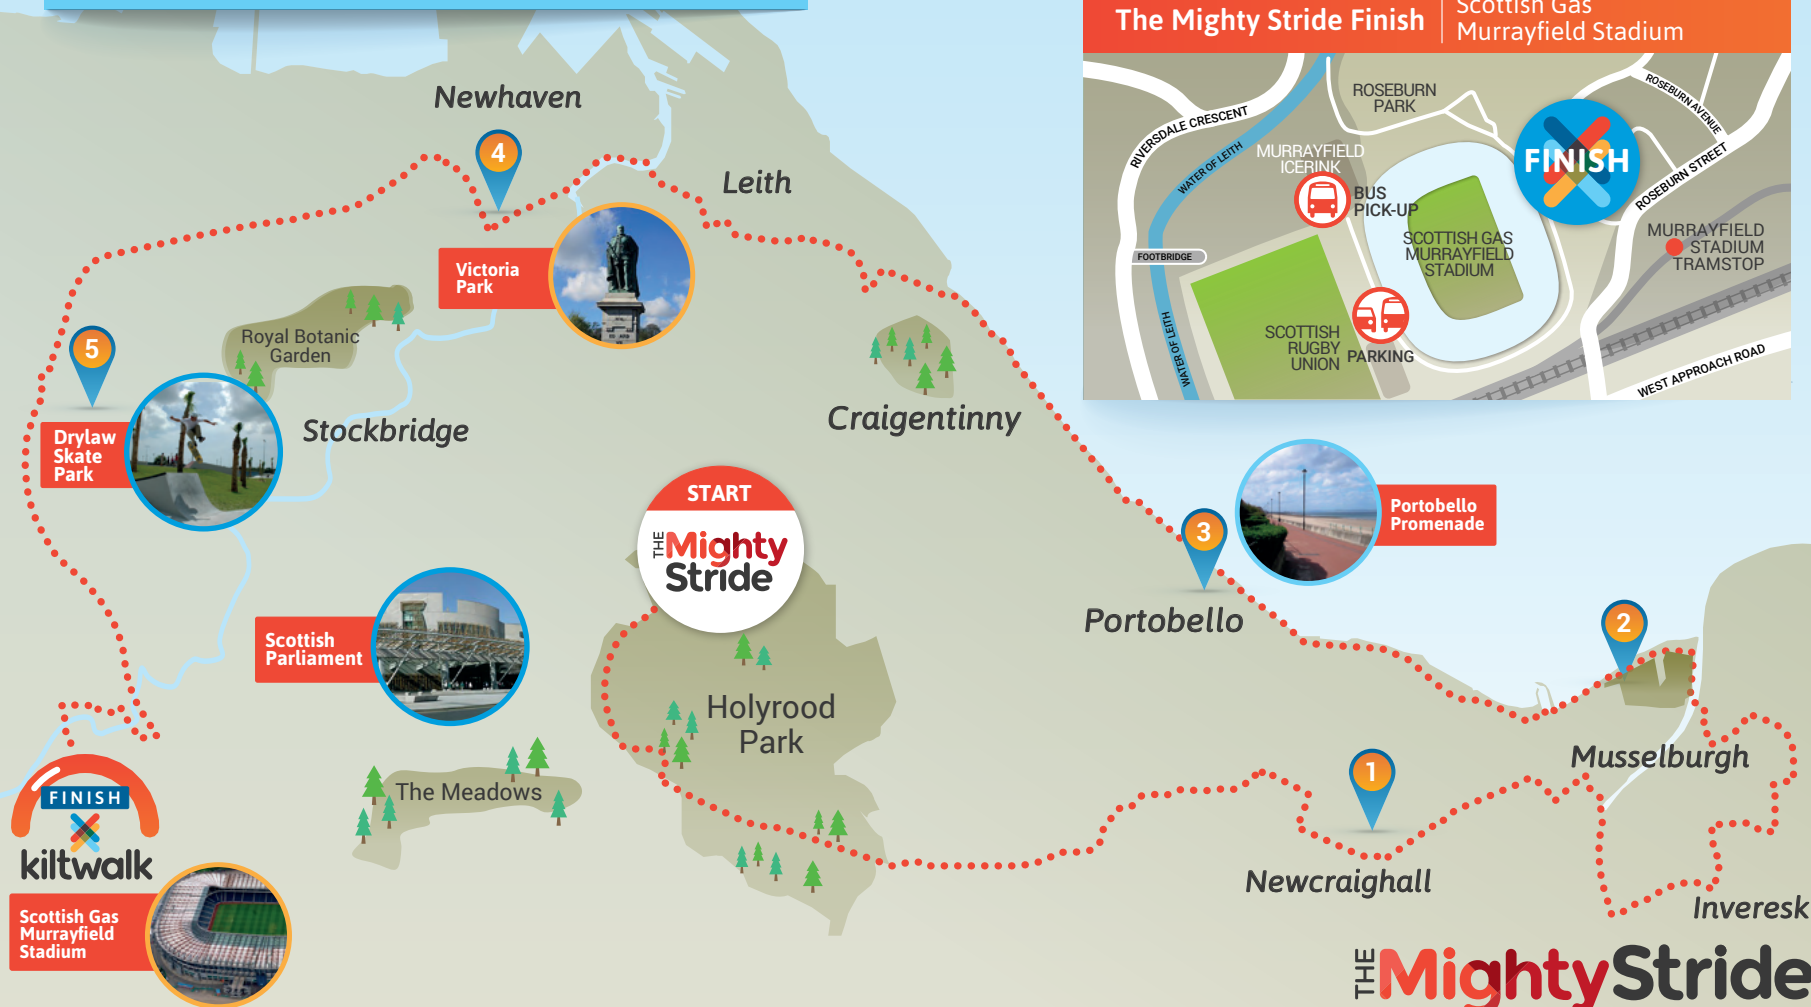 The Mighty Stride Finish
Scottish Gas
Murrayfield Stadium
ROSEBURN
PARK
RIVERSDALE CRESCENT
WATER OF LEITH
MURRAYFIELD
ICERINK
BUS
PICK-UP
FINISH
ROSEBURN AVENUE
ROSEBURN STREET
FOOTBRIDGE
SCOTTISH GAS
MURRAYFIELD
STADIUM
MURRAYFIELD
STADIUM
TRAMSTOP
WATER OF LEITH
SCOTTISH
RUGBY
UNION
PARKING
WEST APPROACH ROAD
Newhaven
4
Leith
Victoria
Park
Royal Botanic
Garden
5
Drylaw
Skate
Park
Stockbridge
Craigentinny
START
THE
Mighty
Stride
3
Portobello
Promenade
Portobello
2
Scottish
Parliament
Holyrood
Park
Musselburgh
1
The Meadows
FINISH
kiltwalk
Newcraighall
Inveresk
Scottish Gas
Murrayfield
Stadium
THE MightyStride